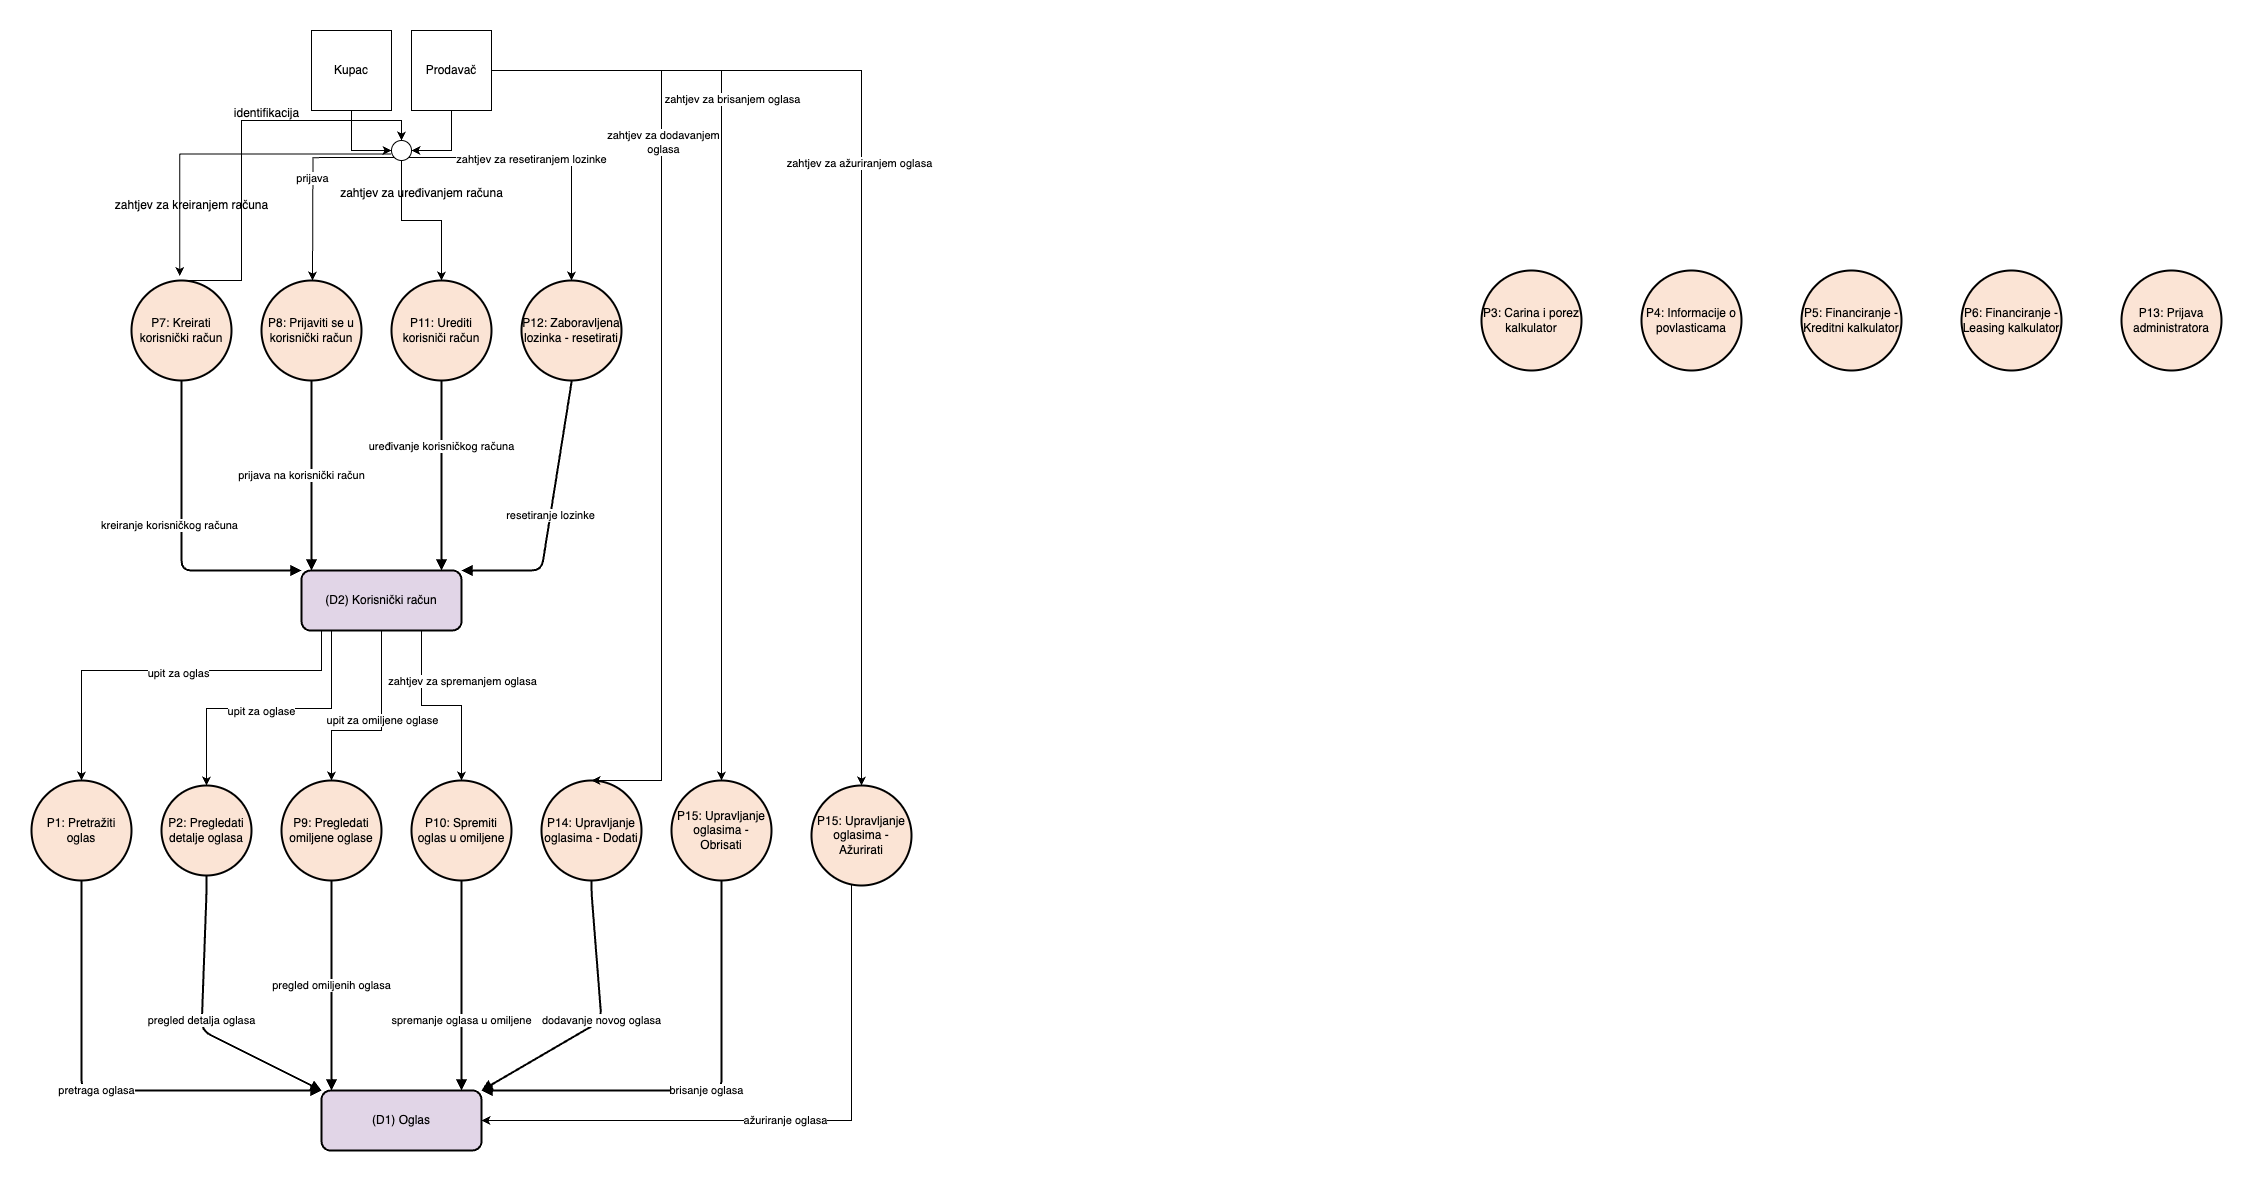 Kupac
Prodavač
identifikacija
zahtjev za brisanjem oglasa
zahtjev za dodavanjem
oglasa
zahtjev za resetiranjem lozinke
zahtjev za ažuriranjem oglasa
prijava
zahtjev za uređivanjem računa
zahtjev za kreiranjem računa
P7: Kreirati
korisnički račun
P8: Prijaviti se u
korisnički račun
P11: Urediti
korisniči račun
P12: Zaboravljena
lozinka - resetirati
P3: Carina i porez
kalkulator
P4: Informacije o
povlasticama
P5: Financiranje -
Kreditni kalkulator
P6: Financiranje -
Leasing kalkulator
P13: Prijava
administratora
uređivanje korisničkog računa
prijava na korisnički račun
resetiranje lozinke
kreiranje korisničkog računa
(D2) Korisnički račun
upit za oglas
zahtjev za spremanjem oglasa
upit za oglase
upit za omiljene oglase
P1: Pretražiti
oglas
P2: Pregledati
detalje oglasa
P9: Pregledati
omiljene oglase
P10: Spremiti
oglas u omiljene
P14: Upravljanje
oglasima - Dodati
P15: Upravljanje
oglasima -
Obrisati
P15: Upravljanje
oglasima -
Ažurirati
pregled omiljenih oglasa
pregled detalja oglasa
spremanje oglasa u omiljene
dodavanje novog oglasa
pretraga oglasa
brisanje oglasa
(D1) Oglas
ažuriranje oglasa